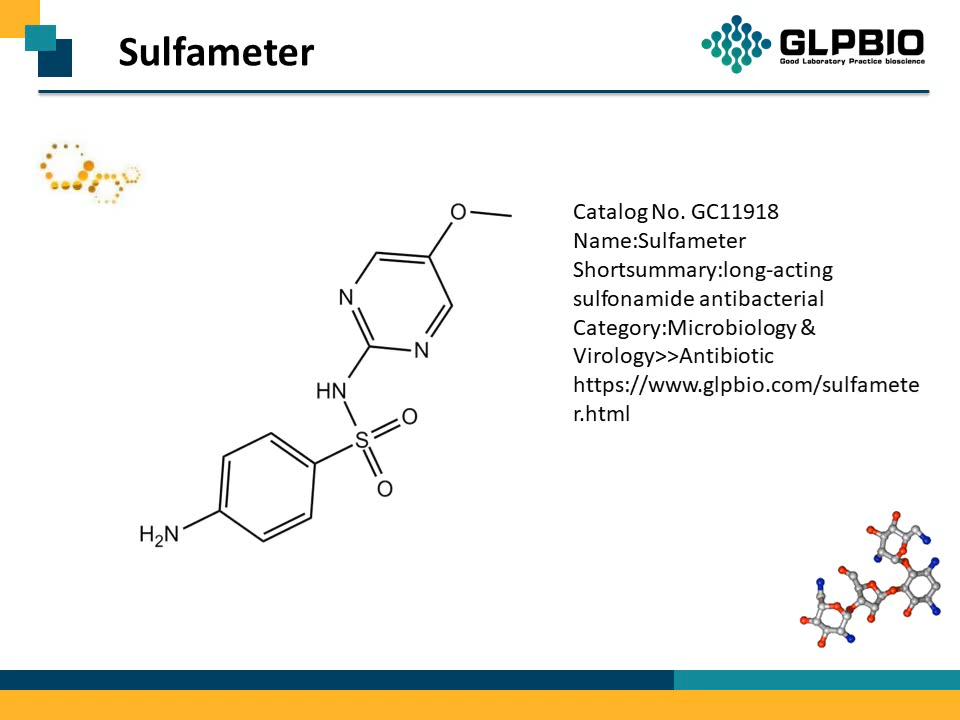 Sulfameter
GLPBIO
Good Laboratory Practice bioscience
O
N
N
HN
S
O
O
H₂N
Catalog No. GC11918
Name:Sulfameter
Shortsummary:long-acting
sulfonamide antibacterial
Category:Microbiology &
Virology>>Antibiotic
https://www.glpbio.com/sulfamete
r.html